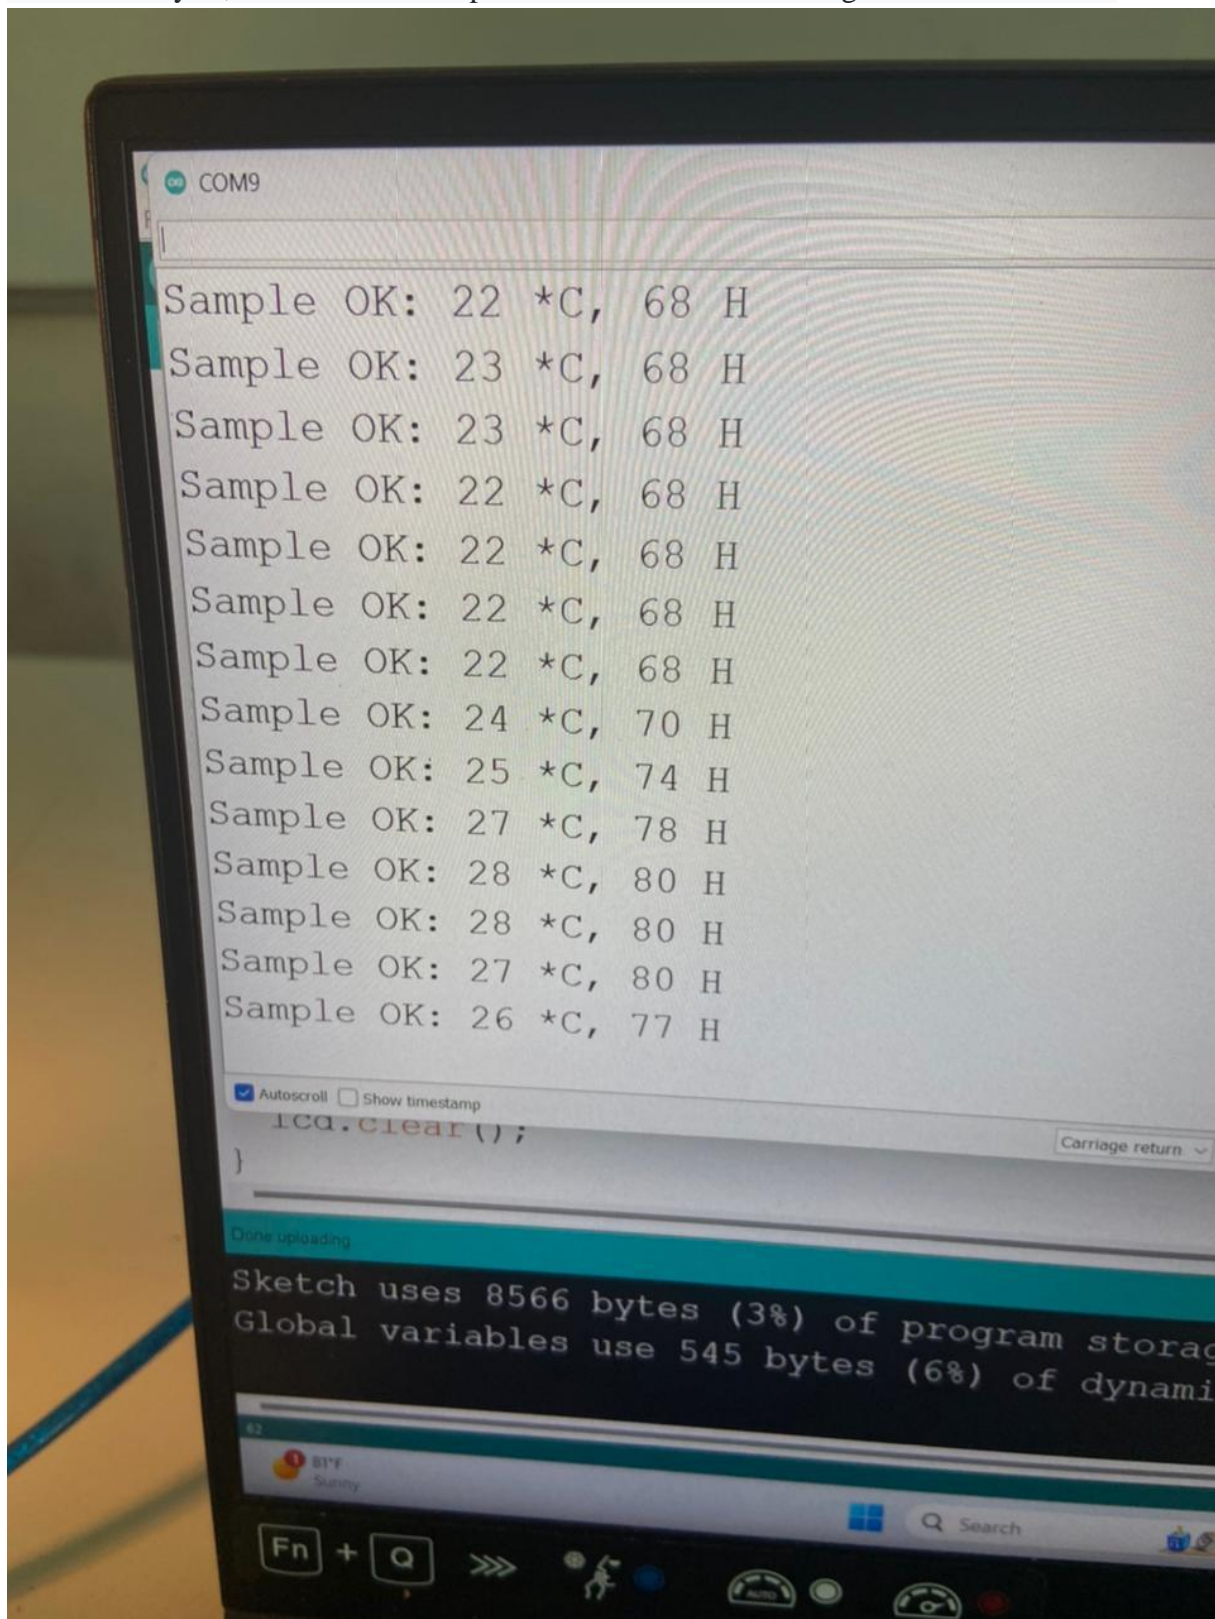 COM9
Sample OK: 22 *C, 68 H
Sample OK: 23 *C, 68 H
Sample OK: 23 *C, 68 H
Sample OK: 22 *C, 68 H
Sample OK: 22 *C, 68 H
Sample OK: 22 *C, 68 H
Sample OK: 22 *C, 68 H
Sample OK: 24 *C, 70 H
Sample OK: 25 *C, 74 H
Sample OK: 27 *C, 78 H
Sample OK: 28 *C, 80 H
Sample OK: 28 *C, 80 H
Sample OK: 27 *C, 80 H
Sample OK: 26 *C, 77 H
Autoscroll Show timestamp
lcd.clear();
Carriage return
}
Done uploading
Sketch uses 8566 bytes (3%) of program storag
Global variables use 545 bytes (6%) of dynami
62
1
81°F
Sunny
Search
Fn + Q
AUTO